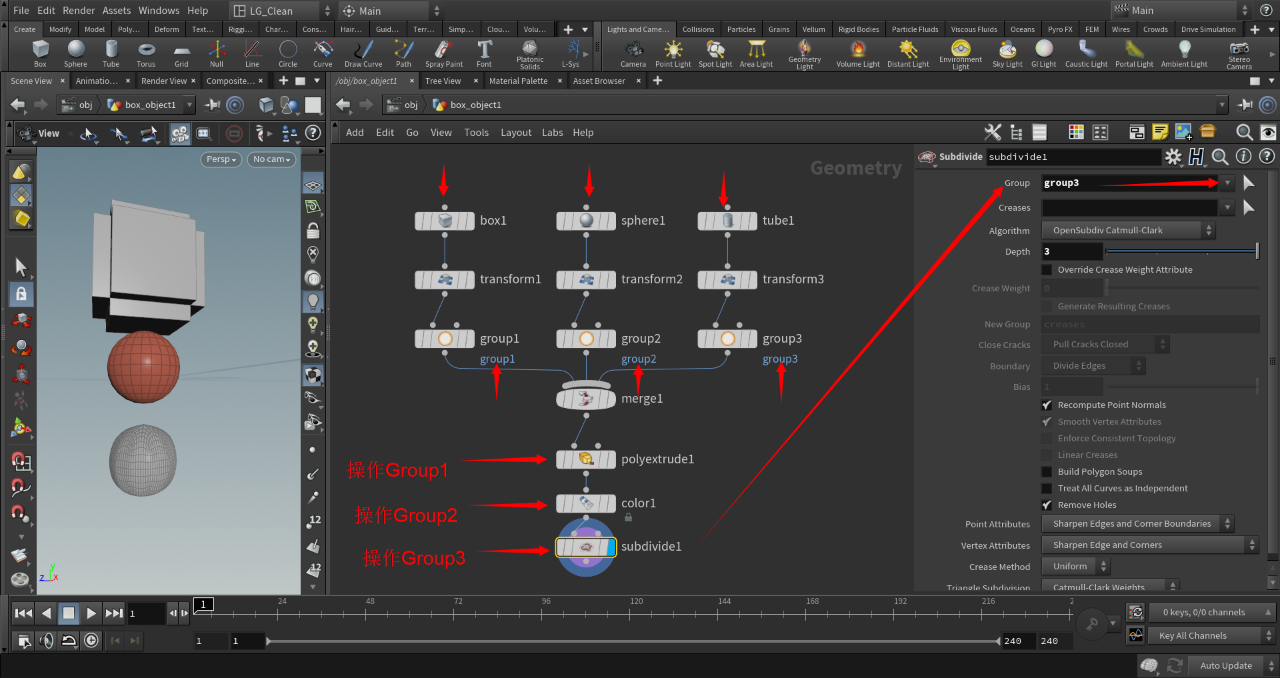 File Edit Render Assets Windows Help LG_Clean Main Main
Create Modify Model Poly... Deform Text... Riggi... Char... Cons... Hair... Guid... Terr... Simp... Clou... Volu... Lights and Came... Collisions Particles Grains Vellum Rigid Bodies Particle Fluids Viscous Fluids Oceans Pyro FX FEM Wires Crowds Drive Simulation
Box Sphere Tube Torus Grid Null Line Circle Curve Draw Curve Path Spray Paint Font Platonic Solids L-Sys Camera Point Light Spot Light Area Light Geometry Light Volume Light Distant Light Environment Light Sky Light GI Light Caustic Light Portal Light Ambient Light Stereo Camera
Scene View Animatio... Render View Composite... /obj/box_object1 Tree View Material Palette Asset Browser
obj box_object1 obj box_object1
View Add Edit Go View Tools Layout Labs Help
Persp No cam Geometry Subdivide subdivide1
Group group3
Creases
box1 sphere1 tube1
Algorithm OpenSubdiv Catmull-Clark
Depth 3
Override Crease Weight Attribute
transform1 transform2 transform3
Crease Weight 0
Generate Resulting Creases
New Group creases
group1 group2 group3
Close Cracks Pull Cracks Closed
group1 group2 group3
Boundary Divide Edges
Bias 1
merge1
Recompute Point Normals
Smooth Vertex Attributes
Enforce Consistent Topology
Linear Creases
操作Group1 polyextrude1
Build Polygon Soups
Treat All Curves as Independent
操作Group2 color1
Remove Holes
Point Attributes Sharpen Edges and Corner Boundaries
操作Group3 subdivide1
Vertex Attributes Sharpen Edge and Corners
Crease Method Uniform
Triangle Subdivision Catmull-Clark Weights
z y x
12
12
1 1 24 48 72 96 120 144 168 192 216 2
0 keys, 0/0 channels
1 1 240 240 Key All Channels
Auto Update